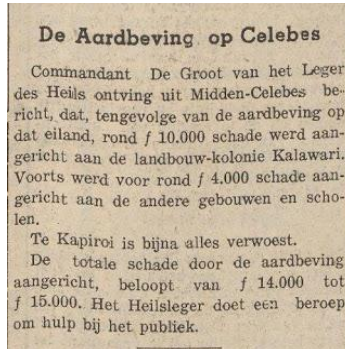 De Aardbeving op Celebes
Commandant De Groot van het Leger
des Heils ontving uit Midden-Celebes be-
richt, dat, tengevolge van de aardbeving op
dat eiland, rond ƒ 10.000 schade werd aan-
gericht aan de landbouw-kolonie Kalawari.
Voorts werd voor rond ƒ 4.000 schade aan-
gericht aan de andere gebouwen en scho-
len.
Te Kapiroi is bijna alles verwoest.
De totale schade door de aardbeving
aangericht, beloopt van ƒ 14.000 tot
ƒ 15.000. Het Heilsleger doet een beroep
om hulp bij het publiek.